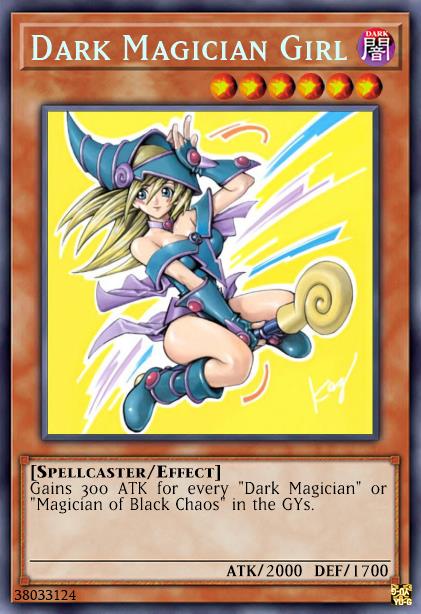 Dark Magician Girl
DARK
闇
[Spellcaster/Effect]
Gains 300 ATK for every "Dark Magician" or
"Magician of Black Chaos" in the GYs.
ATK/2000 DEF/1700
38033124